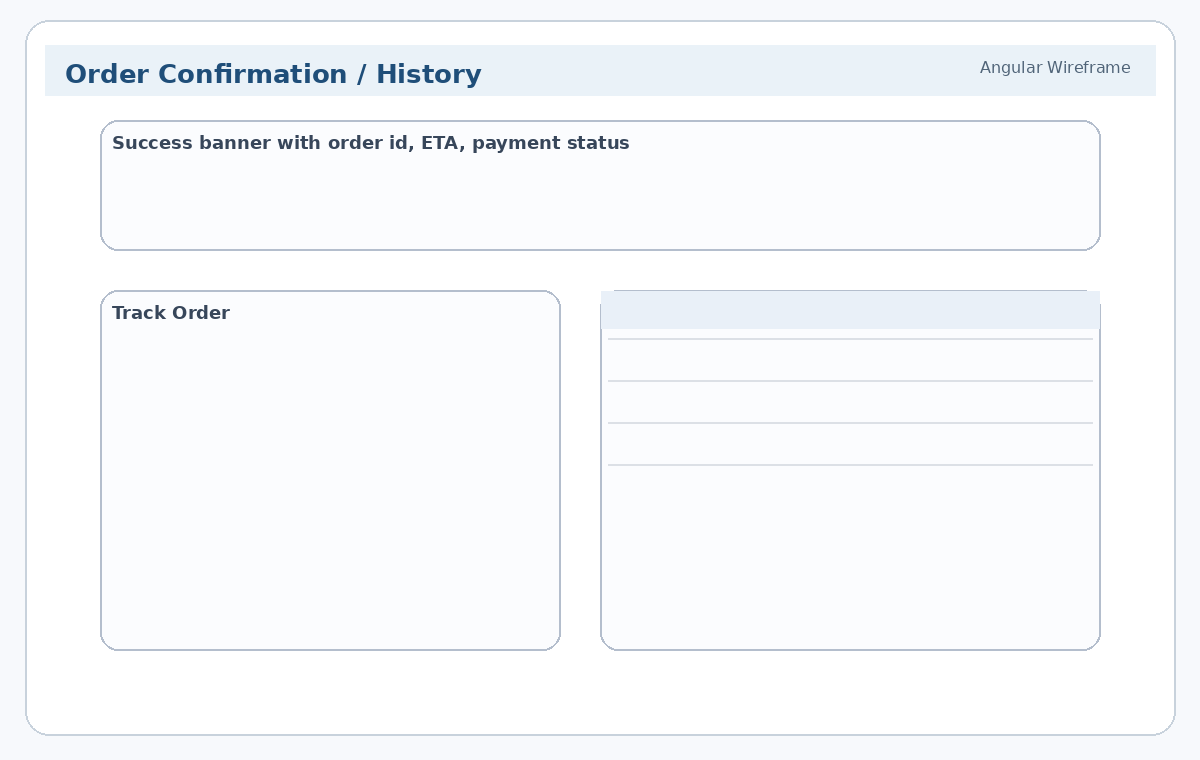 Order Confirmation / History
Angular Wireframe
Success banner with order id, ETA, payment status
Track Order